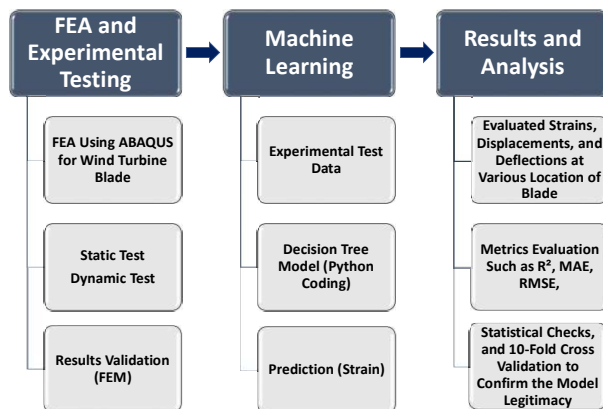 FEA and
Experimental
Testing
Machine
Learning
Results and
Analysis
FEA Using ABAQUS
for Wind Turbine
Blade
Static Test
Dynamic Test
Results Validation
(FEM)
Experimental Test
Data
Decision Tree
Model (Python
Coding)
Prediction (Strain)
Evaluated Strains,
Displacements, and
Deflections at
Various Location of
Blade
Metrics Evaluation
Such as R², MAE,
RMSE,
Statistical Checks,
and 10-Fold Cross
Validation to
Confirm the Model
Legitimacy